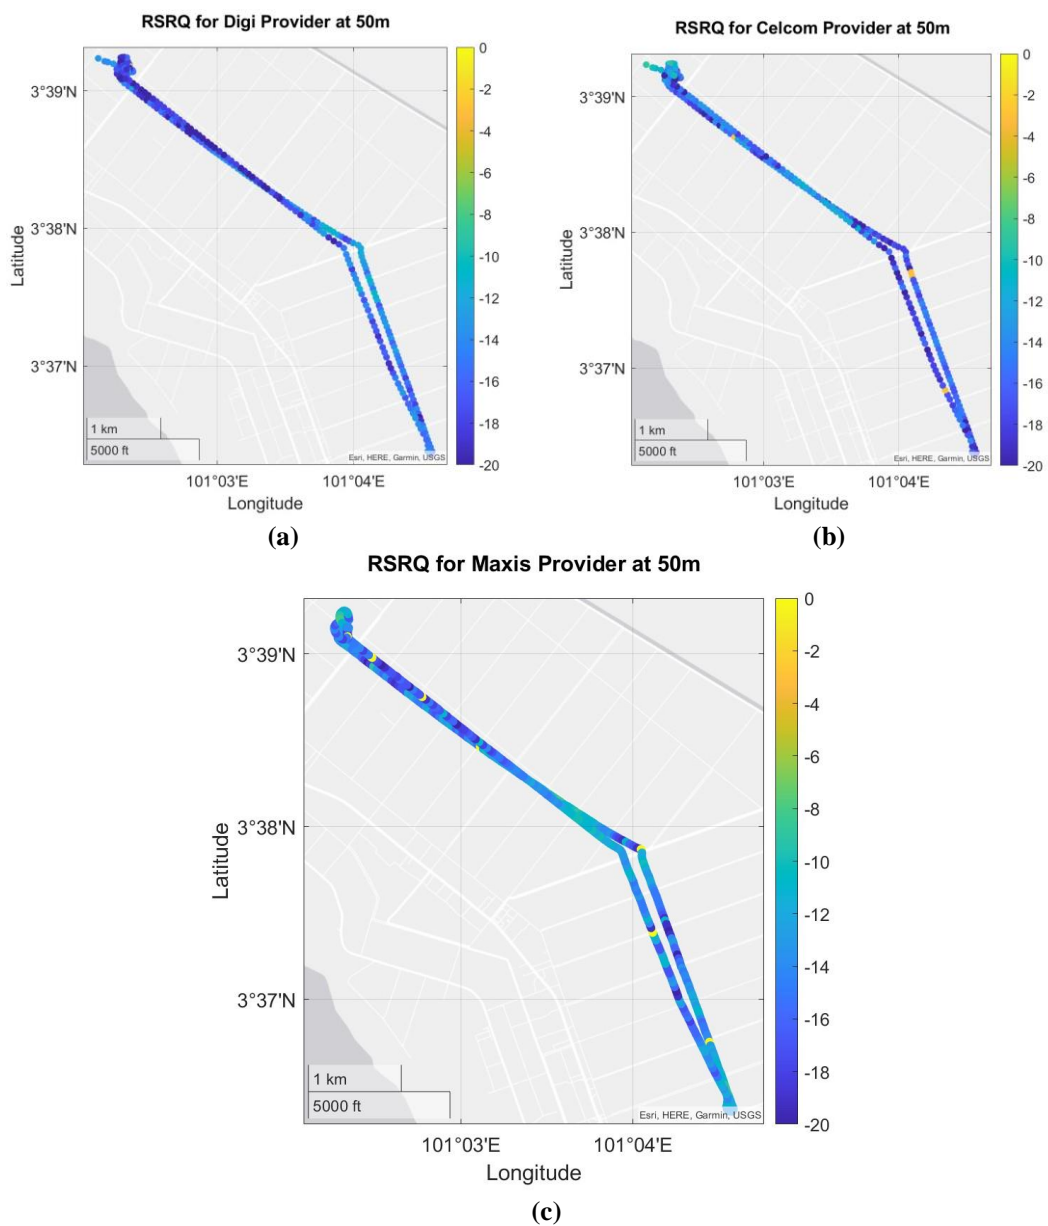 RSRQ for Digi Provider at 50m
3°39'N
3°38'N
3°37'N
Latitude
1 km
5000 ft
Esri, HERE, Garmin, USGS
101°03'E
101°04'E
Longitude
0
-2
-4
-6
-8
-10
-12
-14
-16
-18
-20
(a)
RSRQ for Celcom Provider at 50m
3°39'N
3°38'N
3°37'N
Latitude
1 km
5000 ft
Esri, HERE, Garmin, USGS
101°03'E
101°04'E
Longitude
0
-2
-4
-6
-8
-10
-12
-14
-16
-18
-20
(b)
RSRQ for Maxis Provider at 50m
3°39'N
3°38'N
3°37'N
Latitude
1 km
5000 ft
Esri, HERE, Garmin, USGS
101°03'E
101°04'E
Longitude
0
-2
-4
-6
-8
-10
-12
-14
-16
-18
-20
(c)